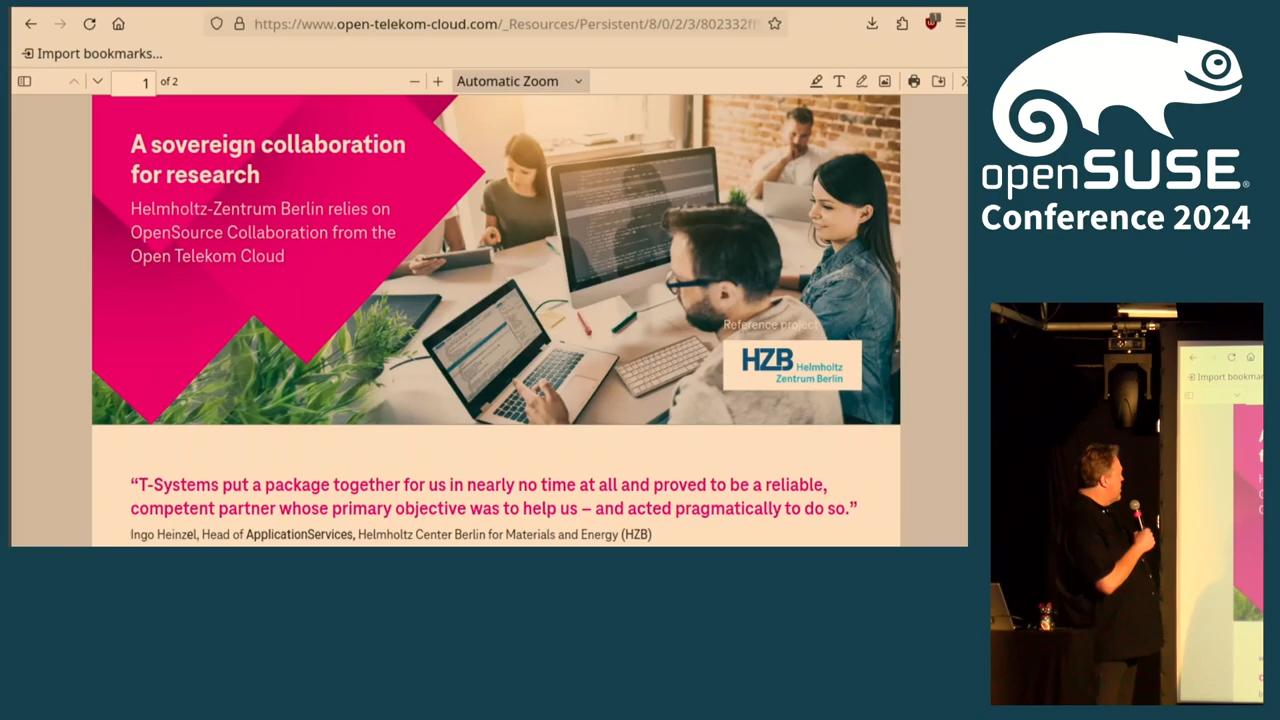 https://www.open-telekom-cloud.com/_Resources/Persistent/8/0/2/3/802332f
Import bookmarks...
1 of 2
Automatic Zoom
A sovereign collaboration
for research
Helmholtz-Zentrum Berlin relies on
OpenSource Collaboration from the
Open Telekom Cloud
Reference project
HZB Helmholtz
Zentrum Berlin
“T-Systems put a package together for us in nearly no time at all and proved to be a reliable,
competent partner whose primary objective was to help us – and acted pragmatically to do so.”
Ingo Heinzel, Head of ApplicationServices, Helmholtz Center Berlin for Materials and Energy (HZB)
openSUSE®
Conference 2024
Import bookmar